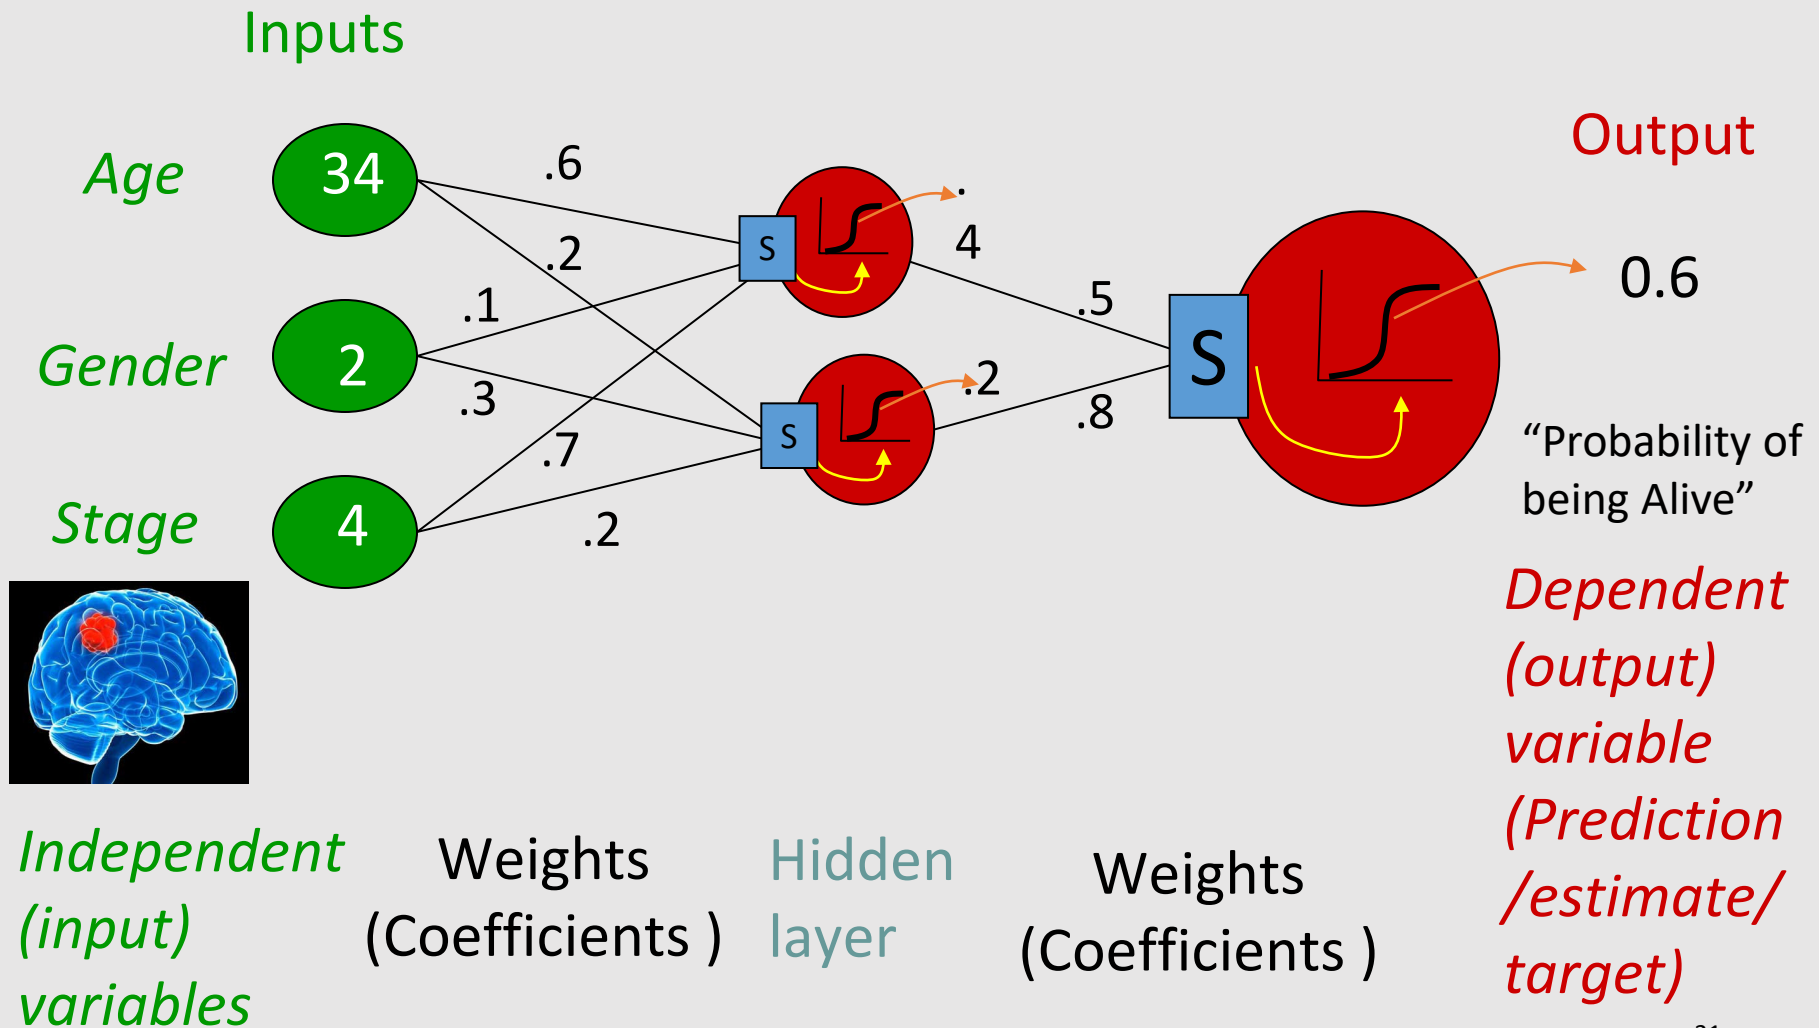 Inputs
Output
Age
34
.6
.2
S
.
4
Gender
2
.1
.3
.5
S
0.6
Stage
4
.7
.2
S
.2
.8
“Probability of
being Alive”
Independent
(input)
variables
Weights
(Coefficients )
Hidden
layer
Weights
(Coefficients )
Dependent
(output)
variable
(Prediction
/estimate/
target)